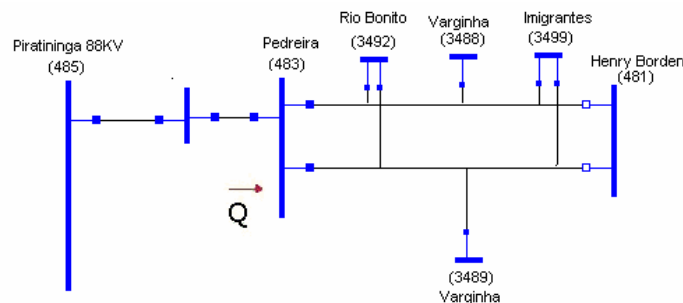 Piratininga 88KV
(485)
Pedreira
(483)
Rio Bonito
(3492)
Varginha
(3488)
Imigrantes
(3499)
Henry Borden
(481)
Q
(3489)
Varginha